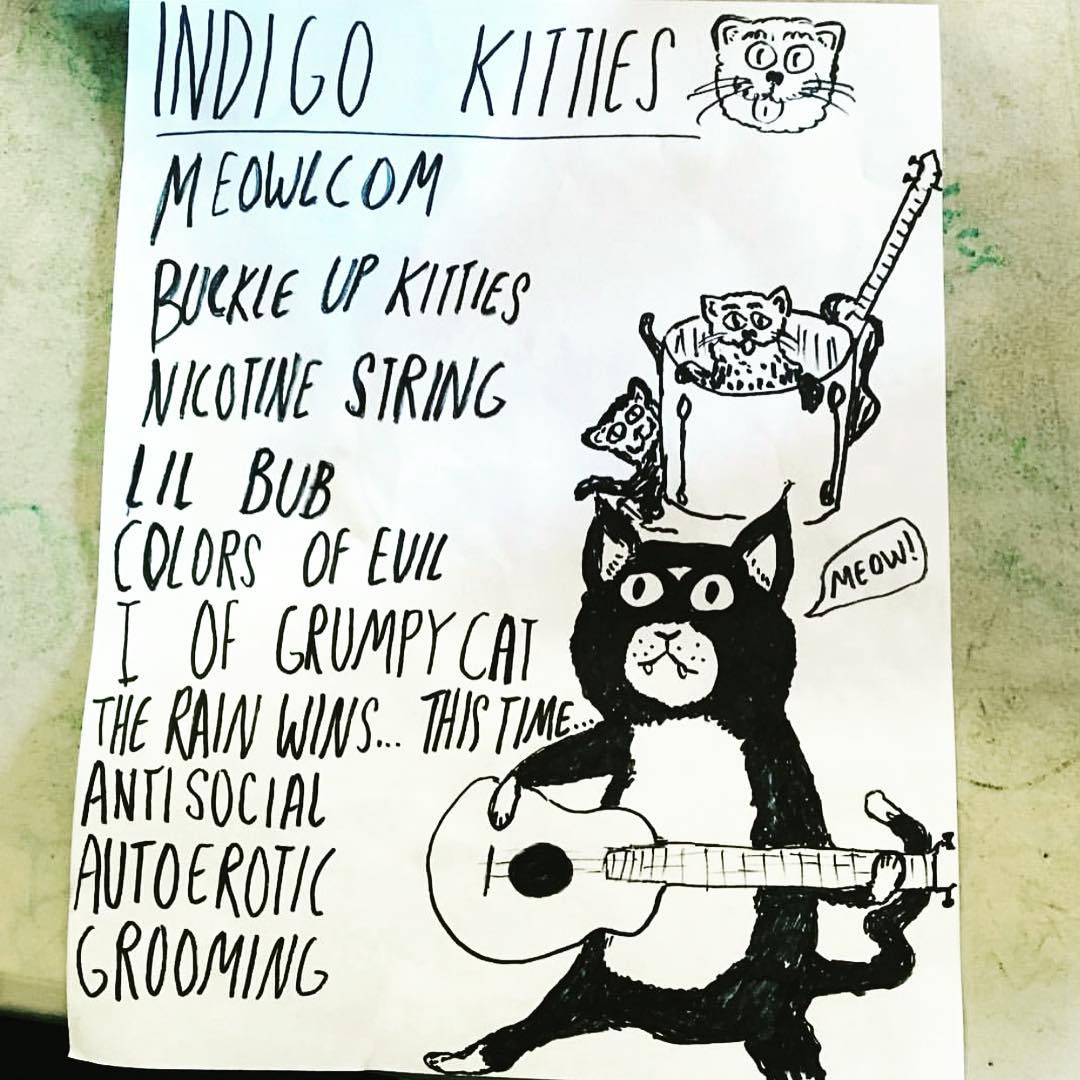 INDIGO KITTIES
MEOWLCOM
BUCKLE UP KITTIES
NICOTINE STRING
LIL BUB
COLORS OF EVIL
I OF GRUMPY CAT
THE RAIN WINS... THIS TIME...
ANTISOCIAL
AUTOEROTIC
GROOMING
MEOW!